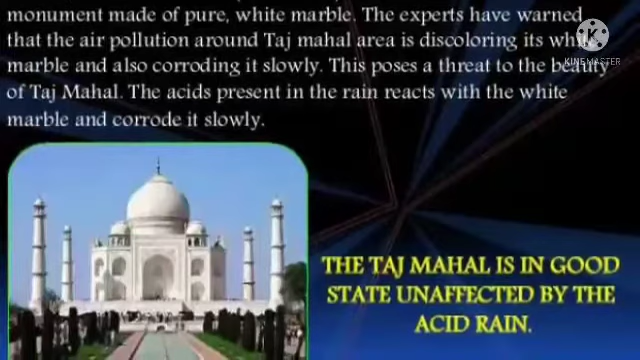 monument made of pure, white marble. The experts have warned
that the air pollution around Taj mahal area is discoloring its white
marble and also corroding it slowly. This poses a threat to the beauty
of Taj Mahal. The acids present in the rain reacts with the white
marble and corrode it slowly.
KINEMASTER
THE TAJ MAHAL IS IN GOOD
STATE UNAFFECTED BY THE
ACID RAIN.